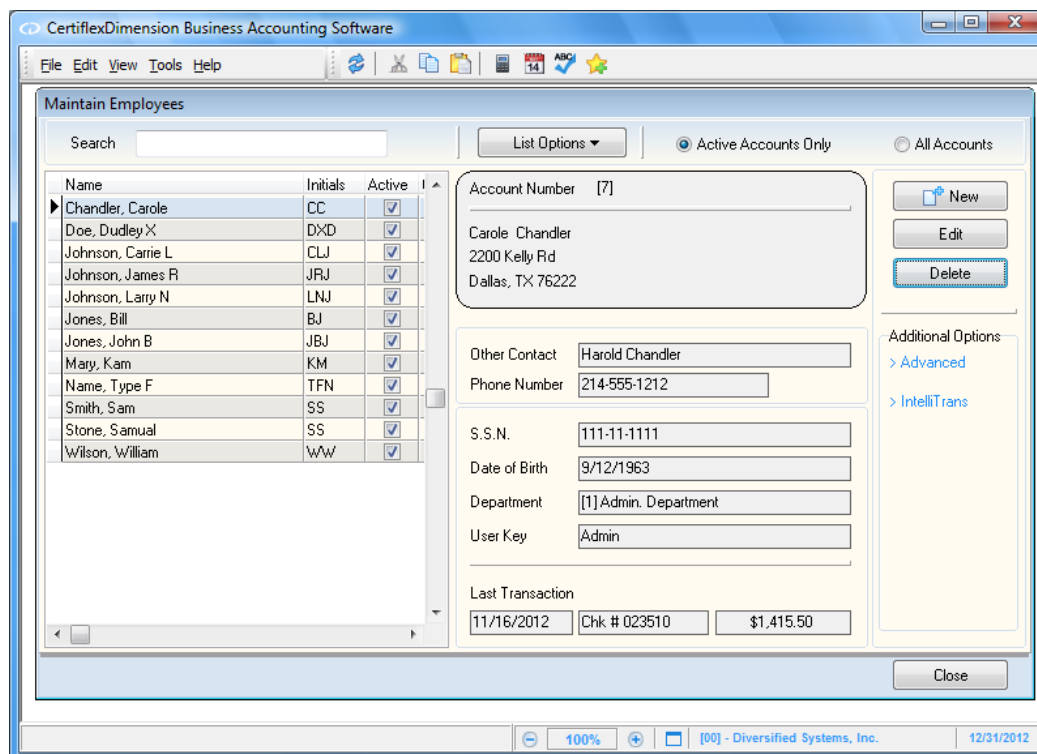 CertiflexDimension Business Accounting Software
File Edit View Tools Help
14 ABC
Maintain Employees
Search
List Options
Active Accounts Only
All Accounts
Name Initials Active
Chandler, Carole CC
Doe, Dudley X DXD
Johnson, Carrie L CLJ
Johnson, James R JRJ
Johnson, Larry N LNJ
Jones, Bill BJ
Jones, John B JBJ
Mary, Kam KM
Name, Type F TFN
Smith, Sam SS
Stone, Samual SS
Wilson, William WW
Account Number [7]
Carole Chandler
2200 Kelly Rd
Dallas, TX 76222
Other Contact Harold Chandler
Phone Number 214-555-1212
S.S.N. 111-11-1111
Date of Birth 9/12/1963
Department [1] Admin. Department
User Key Admin
Last Transaction
11/16/2012 Chk # 023510 $1,415.50
New
Edit
Delete
Additional Options
> Advanced
> IntelliTrans
Close
100% [00] - Diversified Systems, Inc. 12/31/2012